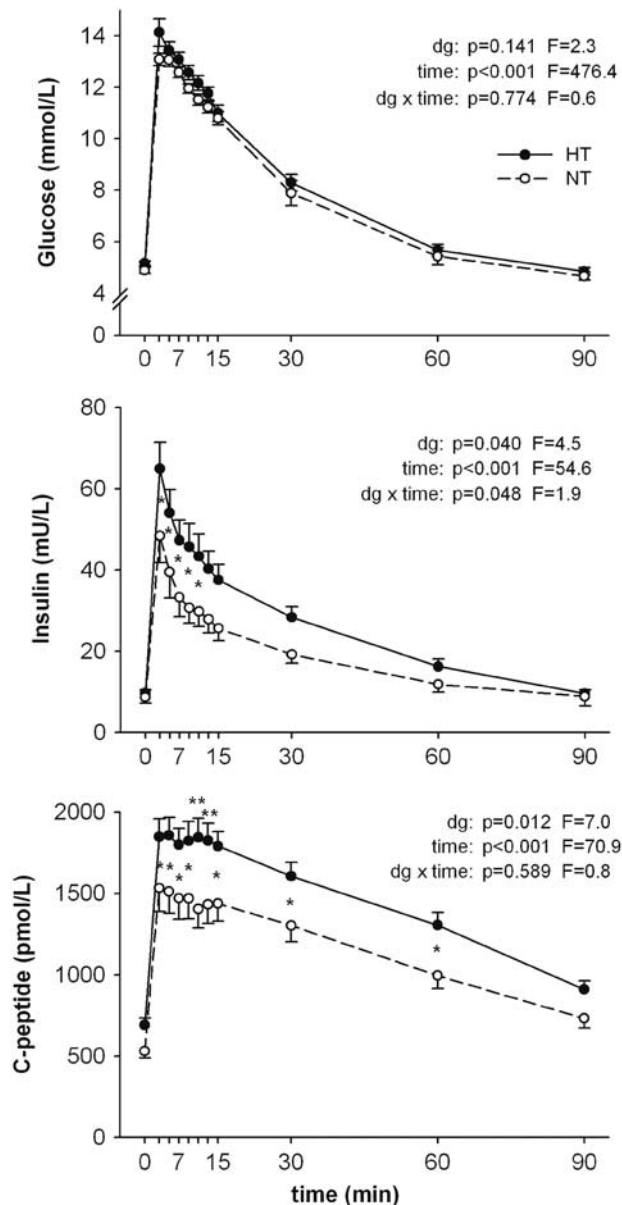 14
12
10
8
6
4
0
Glucose (mmol/L)
dg: p=0.141 F=2.3
time: p<0.001 F=476.4
dg x time: p=0.774 F=0.6
HT
NT
0 7 15 30 60 90
80
60
40
20
0
Insulin (mU/L)
dg: p=0.040 F=4.5
time: p<0.001 F=54.6
dg x time: p=0.048 F=1.9
* * * * *
0 7 15 30 60 90
2000
1500
1000
500
0
C-peptide (pmol/L)
dg: p=0.012 F=7.0
time: p<0.001 F=70.9
dg x time: p=0.589 F=0.8
** **
* * * * * * *
0 7 15 30 60 90
time (min)